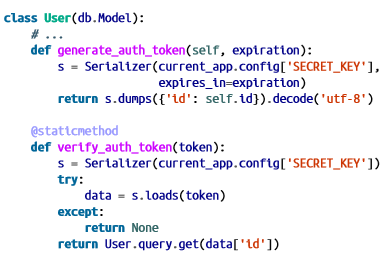 class User(db.Model):
    # ...
    def generate_auth_token(self, expiration):
        s = Serializer(current_app.config['SECRET_KEY'],
                       expires_in=expiration)
        return s.dumps({'id': self.id}).decode('utf-8')

    @staticmethod
    def verify_auth_token(token):
        s = Serializer(current_app.config['SECRET_KEY'])
        try:
            data = s.loads(token)
        except:
            return None
        return User.query.get(data['id'])